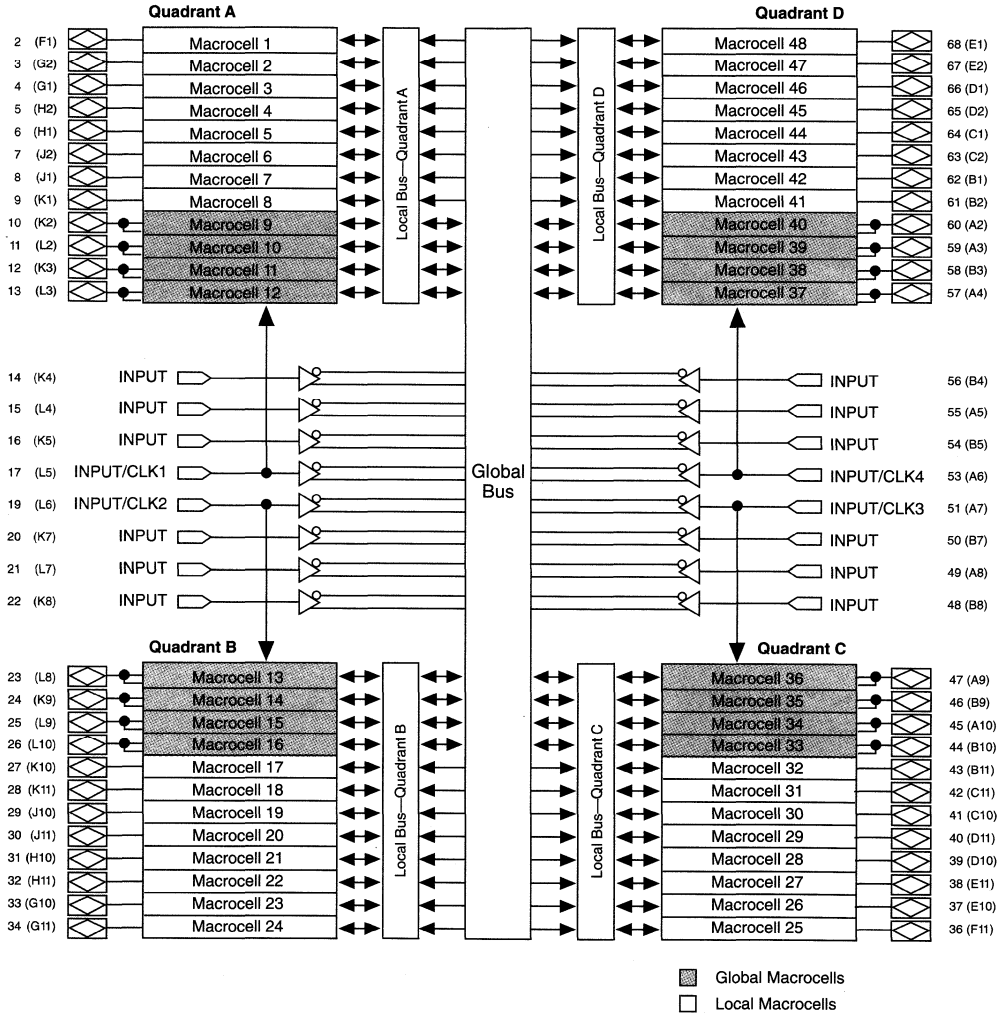 Quadrant A
Quadrant D
2 (F1) Macrocell 1 Macrocell 48 68 (E1)
3 (G2) Macrocell 2 Macrocell 47 67 (E2)
4 (G1) Macrocell 3 Macrocell 46 66 (D1)
5 (H2) Macrocell 4 Macrocell 45 65 (D2)
6 (H1) Macrocell 5 Macrocell 44 64 (C1)
7 (J2) Macrocell 6 Macrocell 43 63 (C2)
8 (J1) Macrocell 7 Macrocell 42 62 (B1)
9 (K1) Macrocell 8 Macrocell 41 61 (B2)
10 (K2) Macrocell 9 Macrocell 40 60 (A2)
11 (L2) Macrocell 10 Macrocell 39 59 (A3)
12 (K3) Macrocell 11 Macrocell 38 58 (B3)
13 (L3) Macrocell 12 Macrocell 37 57 (A4)
Local Bus—Quadrant A
Local Bus—Quadrant D
14 (K4) INPUT INPUT 56 (B4)
15 (L4) INPUT INPUT 55 (A5)
16 (K5) INPUT INPUT 54 (B5)
17 (L5) INPUT/CLK1 INPUT/CLK4 53 (A6)
Global
Bus
19 (L6) INPUT/CLK2 INPUT/CLK3 51 (A7)
20 (K7) INPUT INPUT 50 (B7)
21 (L7) INPUT INPUT 49 (A8)
22 (K8) INPUT INPUT 48 (B8)
Quadrant B
Quadrant C
23 (L8) Macrocell 13 Macrocell 36 47 (A9)
24 (K9) Macrocell 14 Macrocell 35 46 (B9)
25 (L9) Macrocell 15 Macrocell 34 45 (A10)
26 (L10) Macrocell 16 Macrocell 33 44 (B10)
27 (K10) Macrocell 17 Macrocell 32 43 (B11)
28 (K11) Macrocell 18 Macrocell 31 42 (C11)
29 (J10) Macrocell 19 Macrocell 30 41 (C10)
30 (J11) Macrocell 20 Macrocell 29 40 (D11)
31 (H10) Macrocell 21 Macrocell 28 39 (D10)
32 (H11) Macrocell 22 Macrocell 27 38 (E11)
33 (G10) Macrocell 23 Macrocell 26 37 (E10)
34 (G11) Macrocell 24 Macrocell 25 36 (F11)
Local Bus—Quadrant B
Local Bus—Quadrant C
Global Macrocells
Local Macrocells